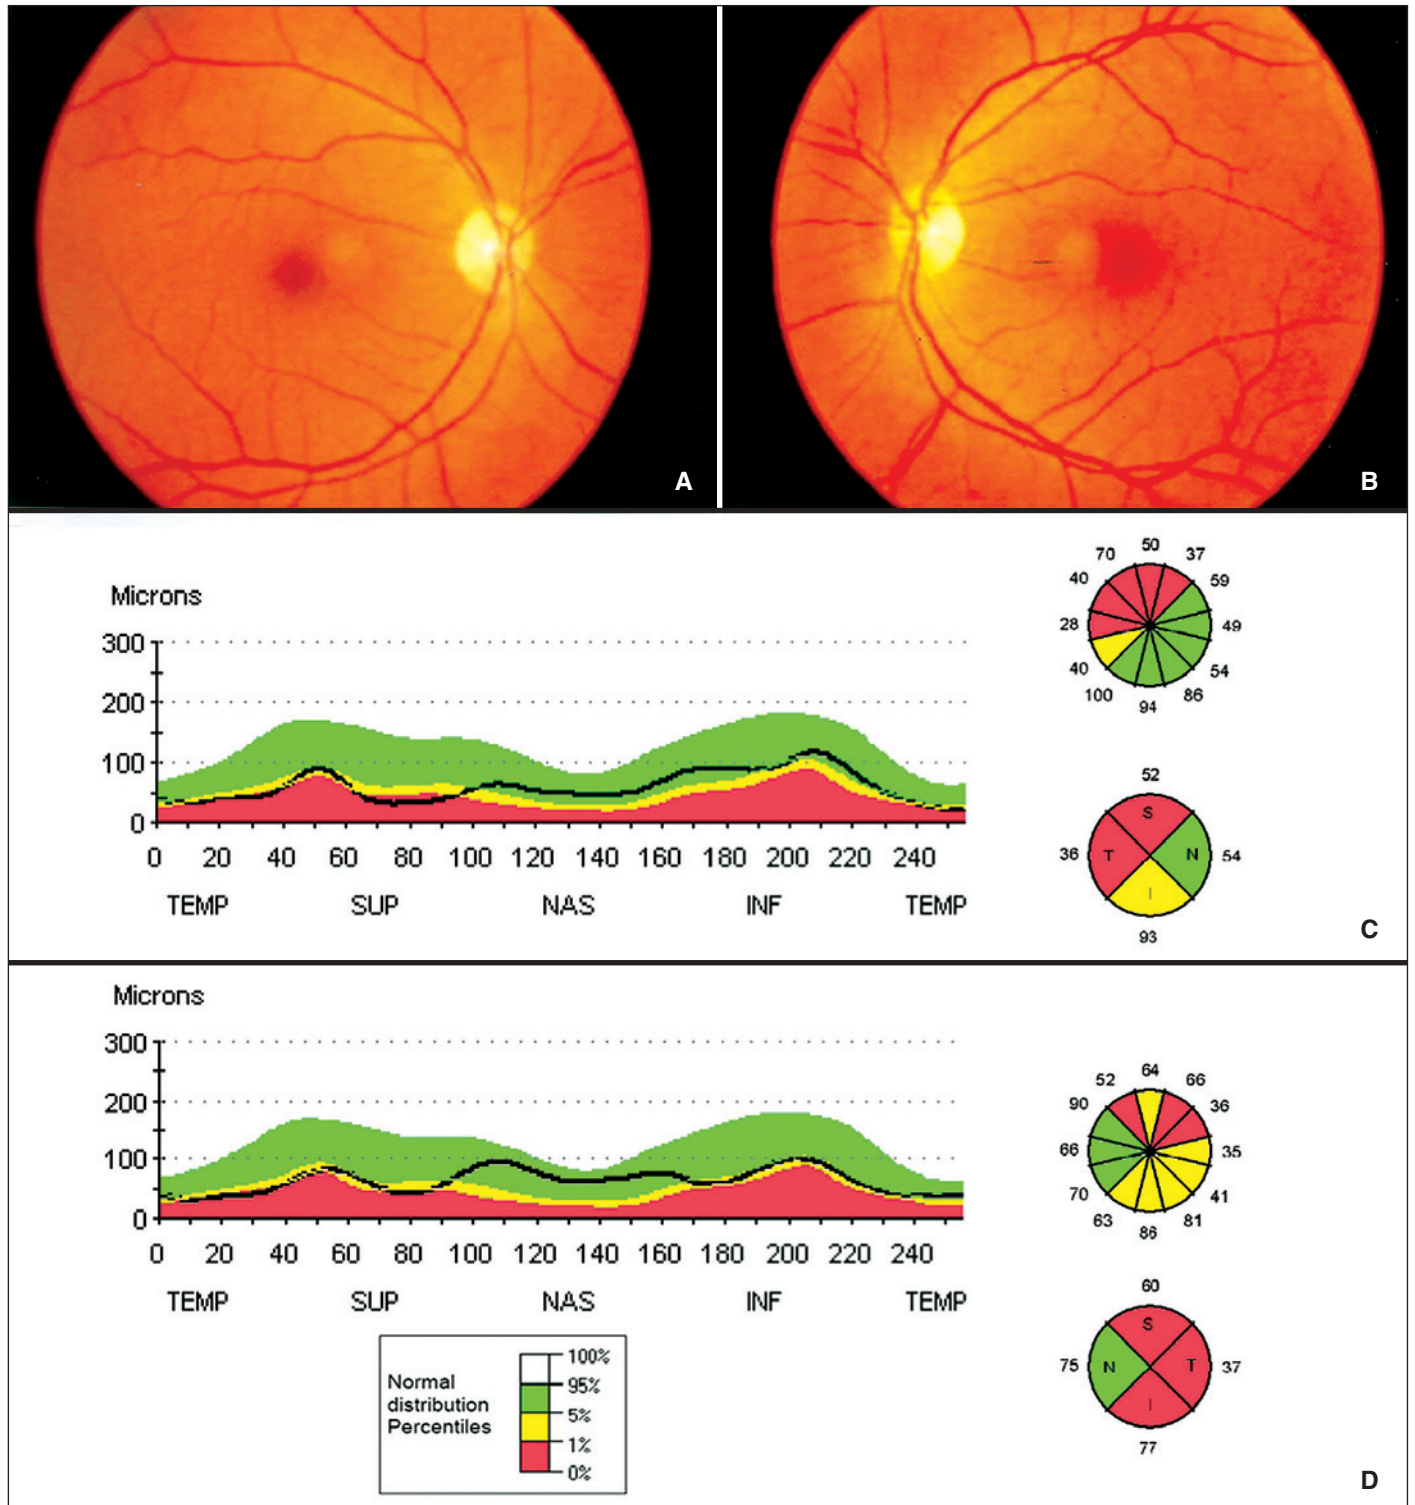 A
B
Microns
300
200
100
0
0 20 40 60 80 100 120 140 160 180 200 220 240
TEMP SUP NAS INF TEMP
50
70 37
40 59
28 49
40 54
100 86
94
52
S
36 T N 54
I
93
C
Microns
300
200
100
0
0 20 40 60 80 100 120 140 160 180 200 220 240
TEMP SUP NAS INF TEMP
64
52 66
90 36
66 35
70 41
63 81
86
60
S
75 N T 37
I
77
Normal
distribution
Percentiles
100%
95%
5%
1%
0%
D